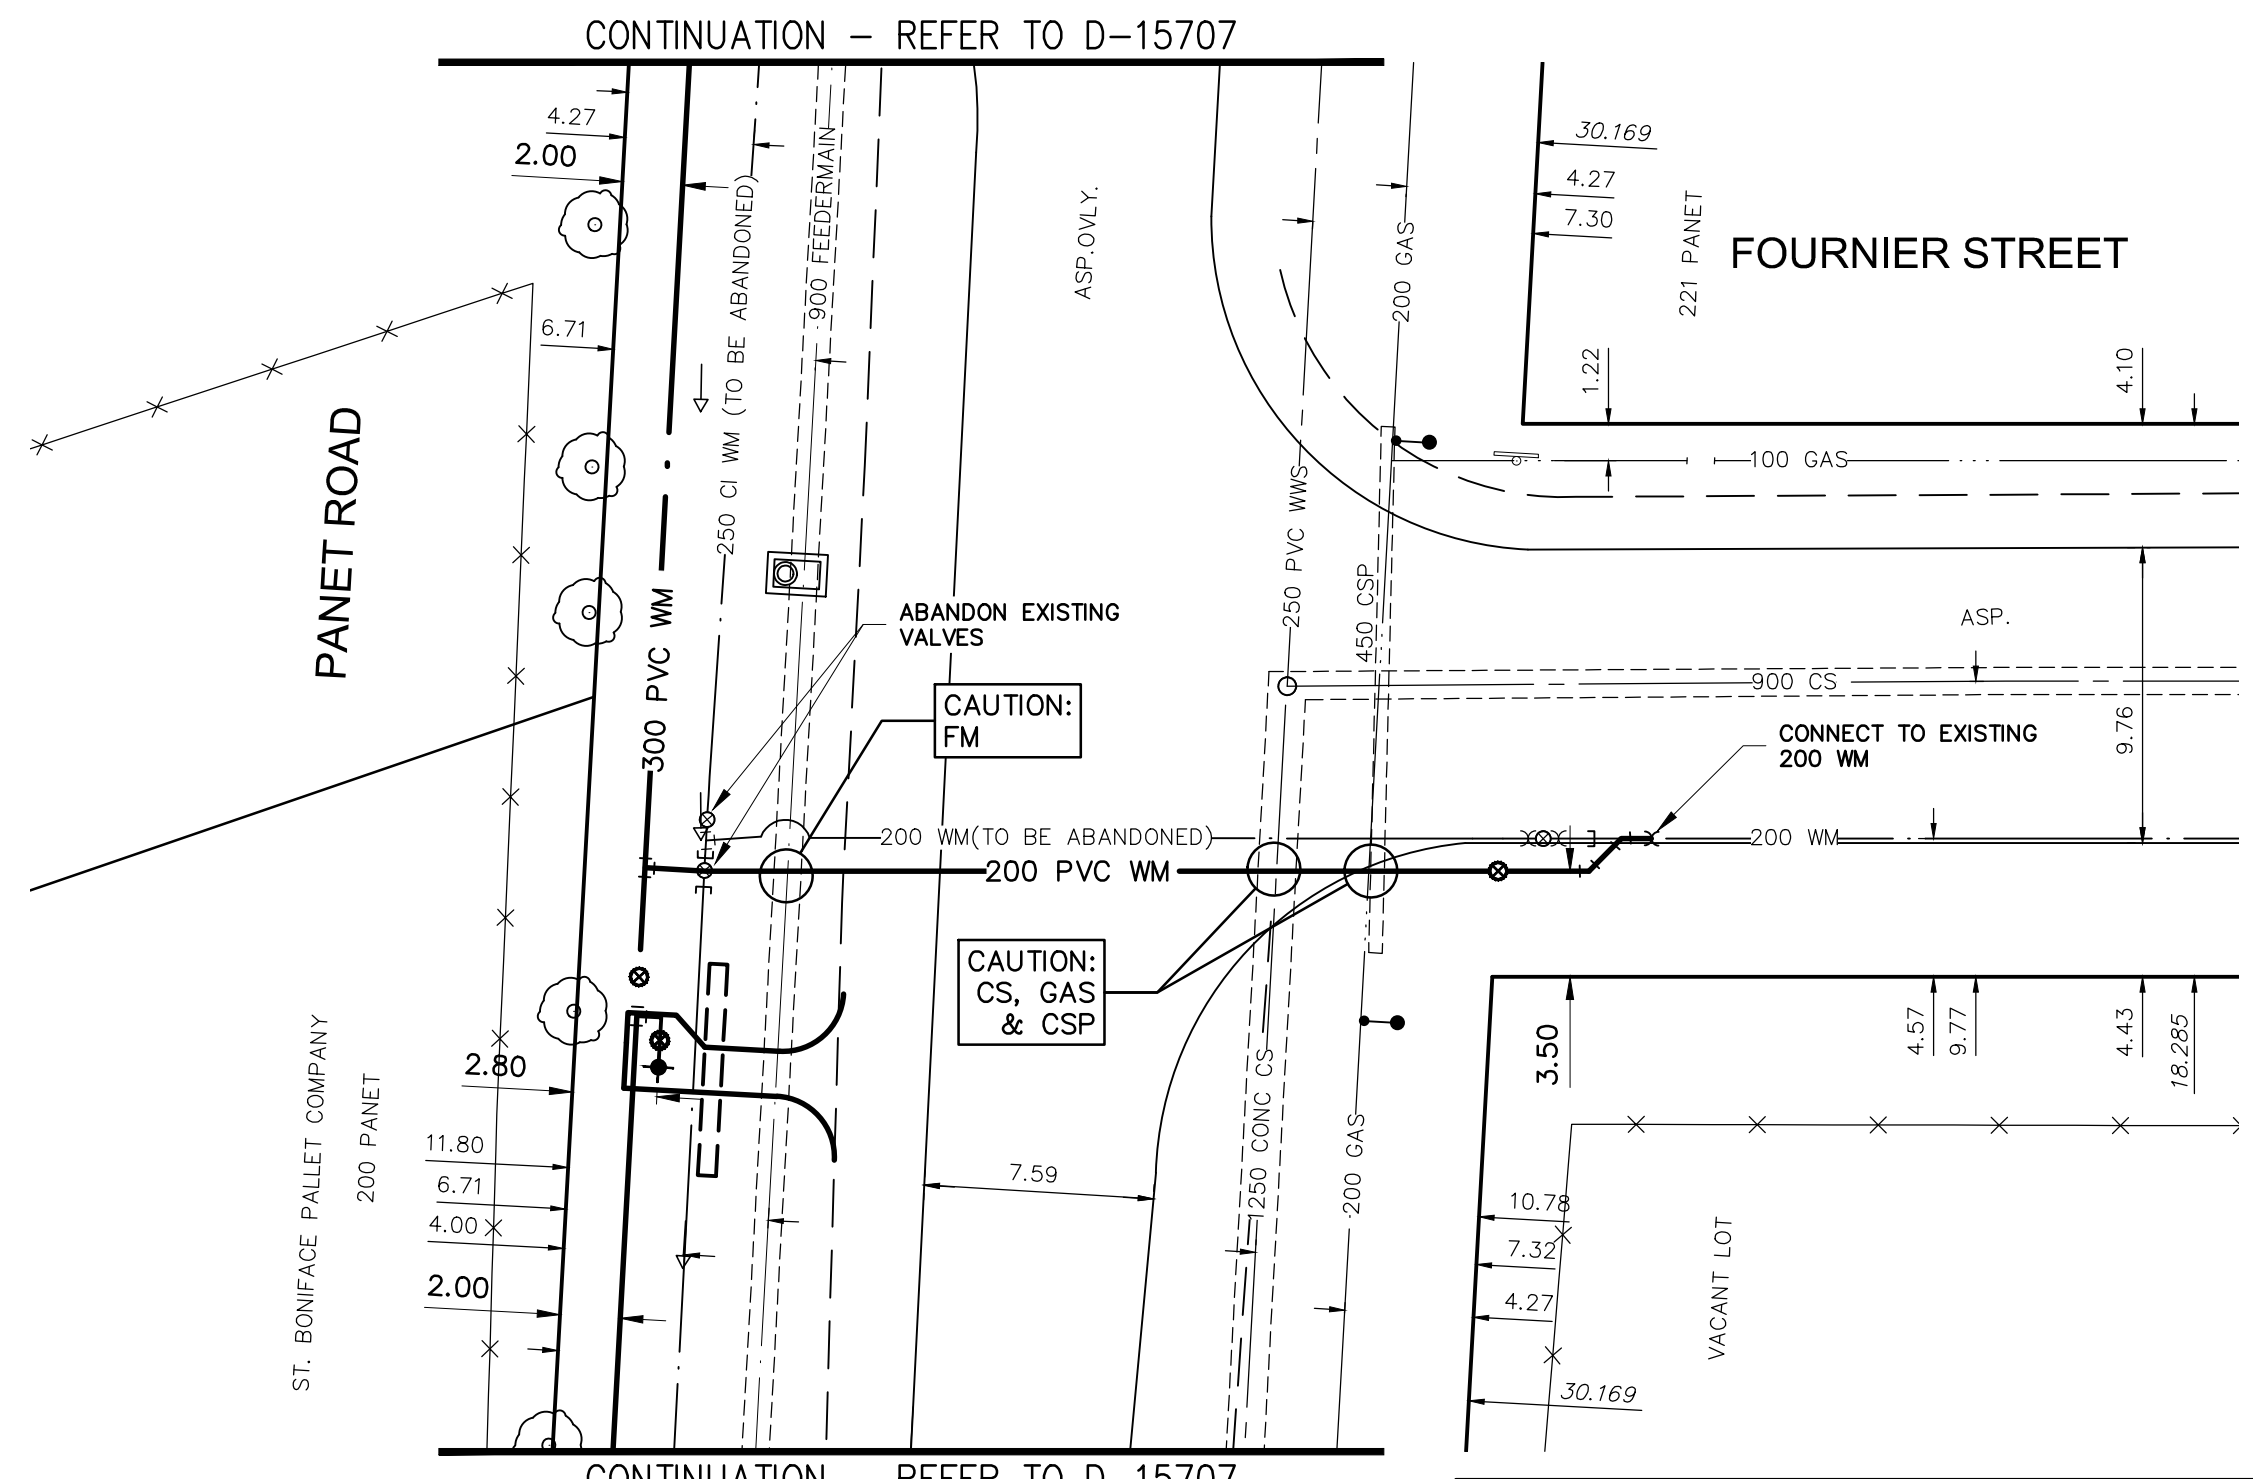 CONTINUATION – REFER TO D–15707
4.27
2.00
6.71
PANET ROAD
250 CI WM (TO BE ABANDONED)
900 FEEDERMAIN
ASP.OVLY.
200 GAS
30.169
4.27
7.30
221 PANET
FOURNIER STREET
1.22
4.10
100 GAS
250 PVC WWS
450 CSP
300 PVC WM
ABANDON EXISTING
VALVES
CAUTION:
FM
ASP.
900 CS
9.76
CONNECT TO EXISTING
200 WM
200 WM(TO BE ABANDONED)
200 WM
200 PVC WM
CAUTION:
CS, GAS
& CSP
3.50
4.57
9.77
4.43
18.285
ST. BONIFACE PALLET COMPANY
200 PANET
2.80
11.80
6.71
4.00
2.00
7.59
1250 CONC CS
200 GAS
10.78
7.32
4.27
30.169
VACANT LOT
CONTINUATION – REFER TO D–15707